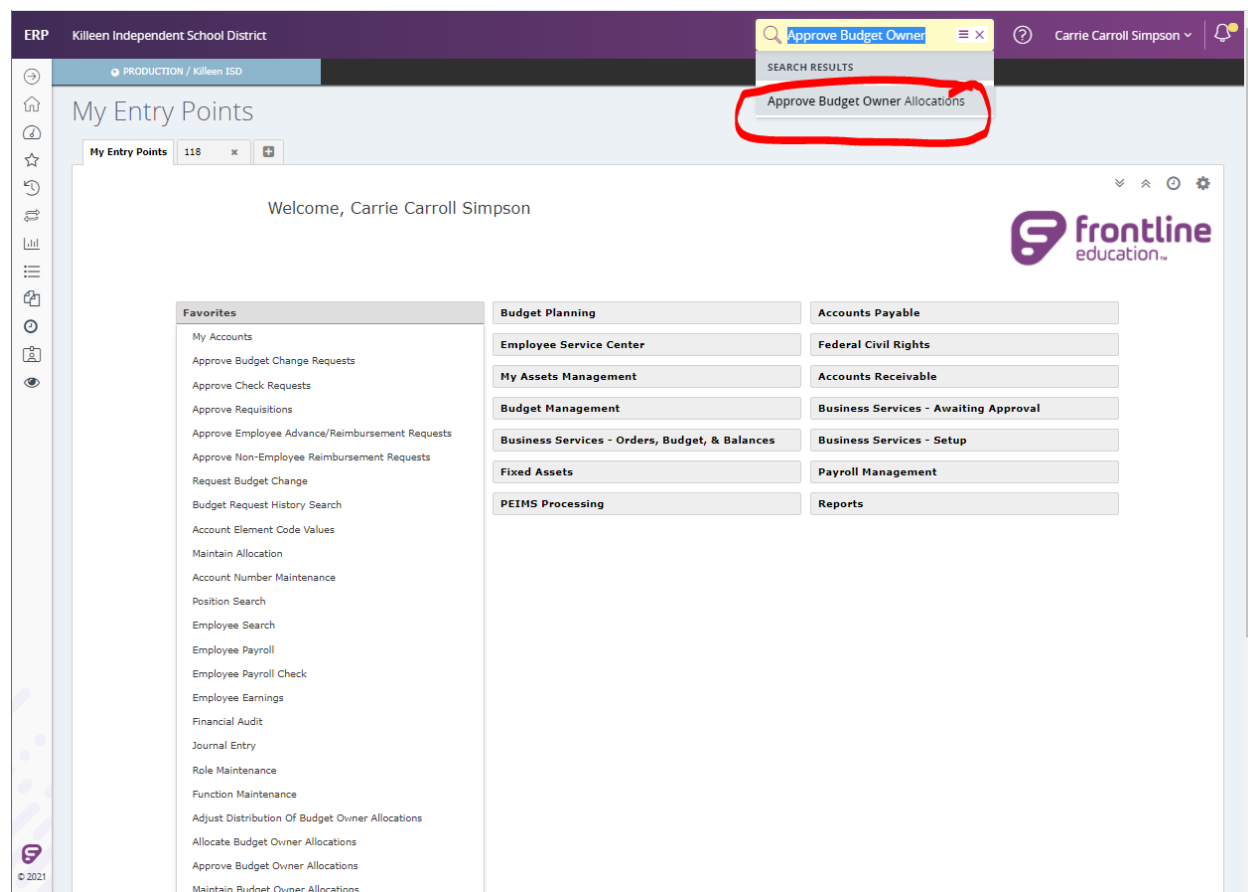 ERP
Killeen Independent School District
Approve Budget Owner
Carrie Carroll Simpson
PRODUCTION / Killeen ISD
SEARCH RESULTS
Approve Budget Owner Allocations
My Entry Points
My Entry Points
118
Welcome, Carrie Carroll Simpson
frontline
education™
Favorites
My Accounts
Approve Budget Change Requests
Approve Check Requests
Approve Requisitions
Approve Employee Advance/Reimbursement Requests
Approve Non-Employee Reimbursement Requests
Request Budget Change
Budget Request History Search
Account Element Code Values
Maintain Allocation
Account Number Maintenance
Position Search
Employee Search
Employee Payroll
Employee Payroll Check
Employee Earnings
Financial Audit
Journal Entry
Role Maintenance
Function Maintenance
Adjust Distribution Of Budget Owner Allocations
Allocate Budget Owner Allocations
Approve Budget Owner Allocations
Maintain Budget Owner Allocations
Budget Planning
Employee Service Center
My Assets Management
Budget Management
Business Services - Orders, Budget, & Balances
Fixed Assets
PEIMS Processing
Accounts Payable
Federal Civil Rights
Accounts Receivable
Business Services - Awaiting Approval
Business Services - Setup
Payroll Management
Reports
© 2021